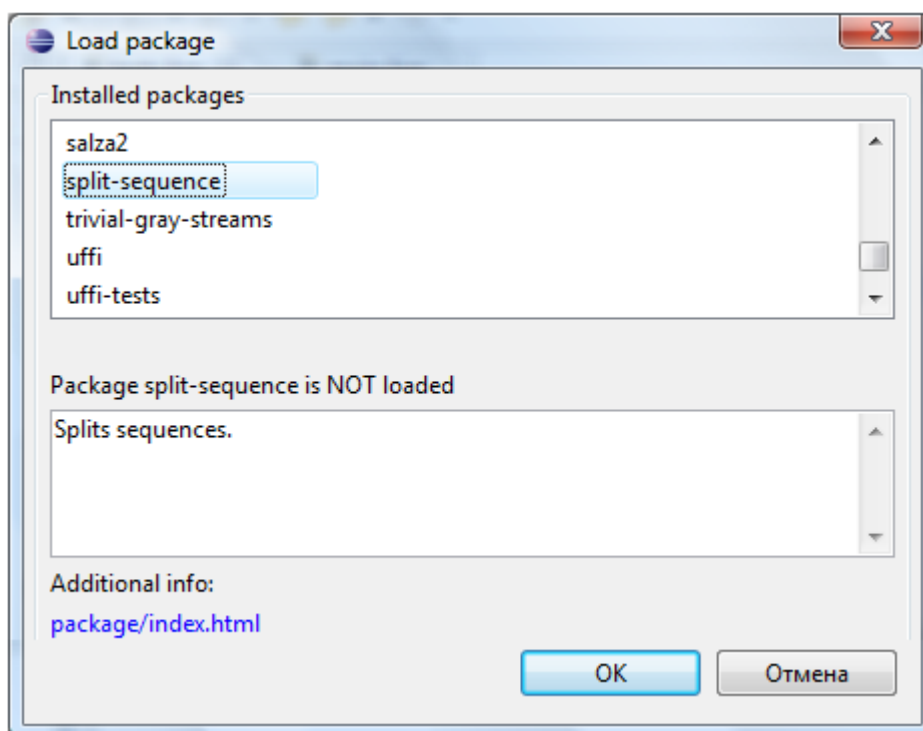 Load package
Installed packages
salza2
split-sequence
trivial-gray-streams
uffi
uffi-tests
Package split-sequence is NOT loaded
Splits sequences.
Additional info:
package/index.html
OK
Отмена